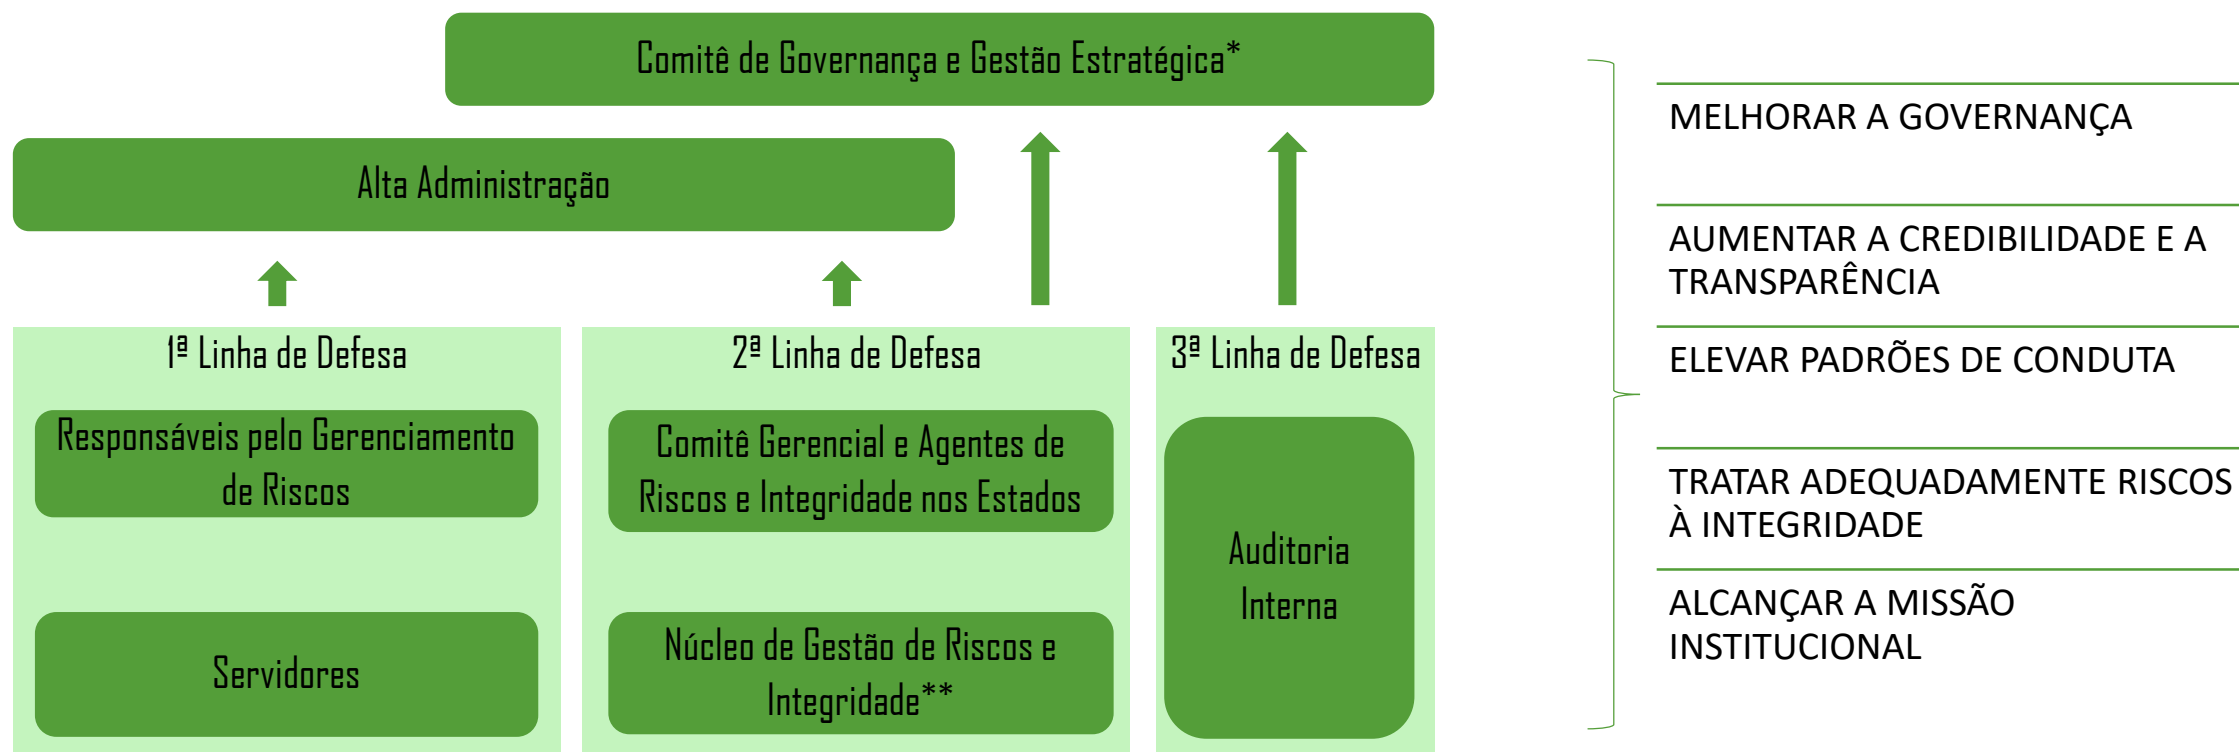 Comitê de Governança e Gestão Estratégica*
Alta Administração
1ª Linha de Defesa
Responsáveis pelo Gerenciamento
de Riscos
Servidores
2ª Linha de Defesa
Comitê Gerencial e Agentes de
Riscos e Integridade nos Estados
Núcleo de Gestão de Riscos e
Integridade**
3ª Linha de Defesa
Auditoria
Interna
MELHORAR A GOVERNANÇA
AUMENTAR A CREDIBILIDADE E A
TRANSPARÊNCIA
ELEVAR PADRÕES DE CONDUTA
TRATAR ADEQUADAMENTE RISCOS
À INTEGRIDADE
ALCANÇAR A MISSÃO
INSTITUCIONAL